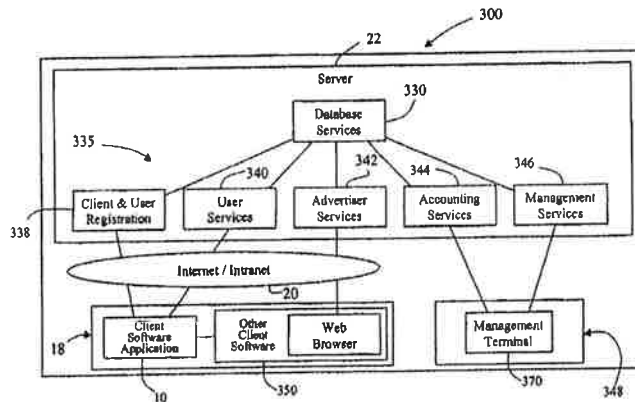 300
22
Server
330
Database
Services
335
340
342
344
346
Client & User
Registration
User
Services
Advertiser
Services
Accounting
Services
Management
Services
338
Internet / Intranet
20
18
Client
Software
Application
Other
Client
Software
Web
Browser
Management
Terminal
10
350
370
348